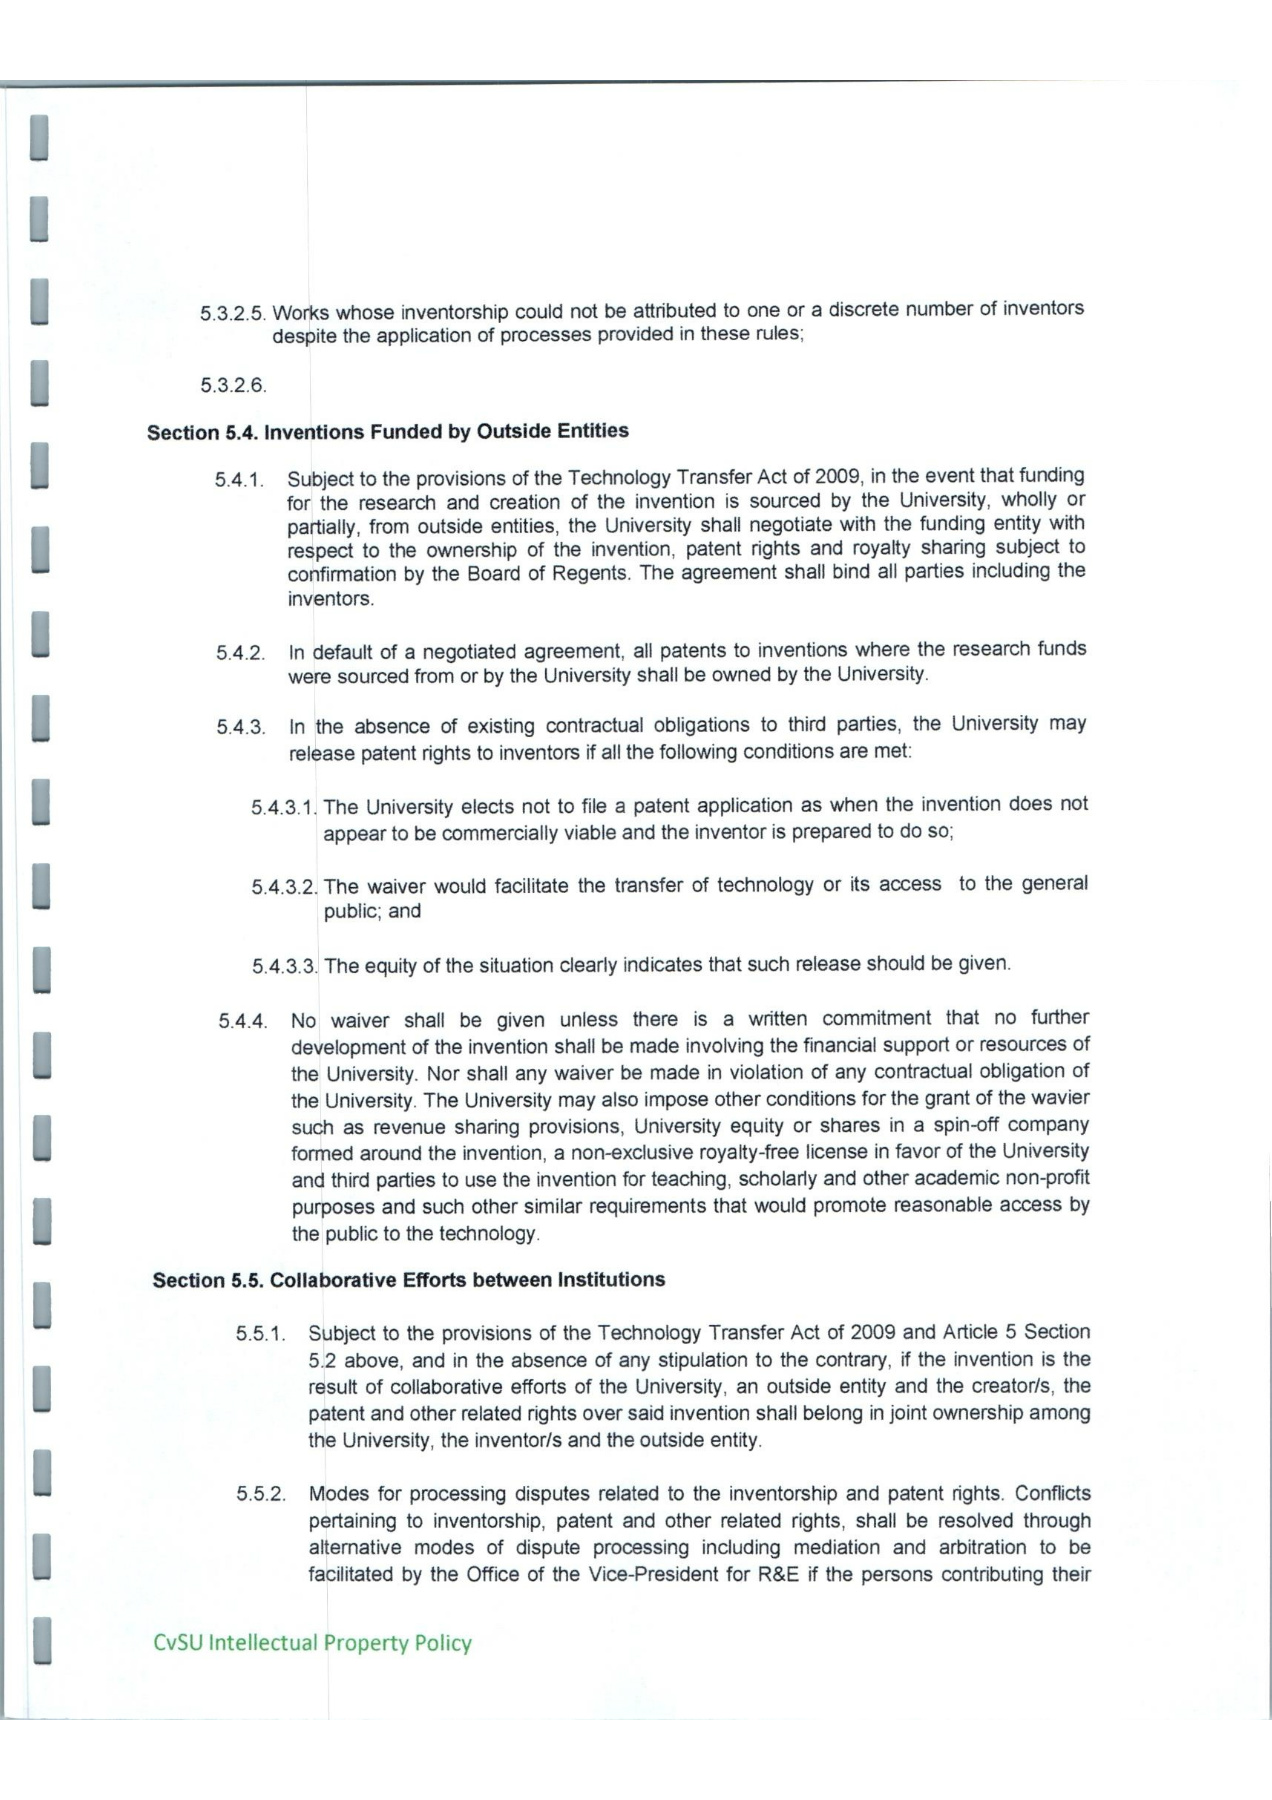 5.3.2.5. Works whose inventorship could not be attributed to one or a discrete number of inventors
despite the application of processes provided in these rules;
5.3.2.6.
Section 5.4. Inventions Funded by Outside Entities
5.4.1. Subject to the provisions of the Technology Transfer Act of 2009, in the event that funding
for the research and creation of the invention is sourced by the University, wholly or
partially, from outside entities, the University shall negotiate with the funding entity with
respect to the ownership of the invention, patent rights and royalty sharing subject to
confirmation by the Board of Regents. The agreement shall bind all parties including the
inventors.
5.4.2. In default of a negotiated agreement, all patents to inventions where the research funds
were sourced from or by the University shall be owned by the University.
5.4.3. In the absence of existing contractual obligations to third parties, the University may
release patent rights to inventors if all the following conditions are met:
5.4.3.1. The University elects not to file a patent application as when the invention does not
appear to be commercially viable and the inventor is prepared to do so;
5.4.3.2. The waiver would facilitate the transfer of technology or its access to the general
public; and
5.4.3.3. The equity of the situation clearly indicates that such release should be given.
5.4.4. No waiver shall be given unless there is a written commitment that no further
development of the invention shall be made involving the financial support or resources of
the University. Nor shall any waiver be made in violation of any contractual obligation of
the University. The University may also impose other conditions for the grant of the wavier
such as revenue sharing provisions, University equity or shares in a spin-off company
formed around the invention, a non-exclusive royalty-free license in favor of the University
and third parties to use the invention for teaching, scholarly and other academic non-profit
purposes and such other similar requirements that would promote reasonable access by
the public to the technology.
Section 5.5. Collaborative Efforts between Institutions
5.5.1. Subject to the provisions of the Technology Transfer Act of 2009 and Article 5 Section
5.2 above, and in the absence of any stipulation to the contrary, if the invention is the
result of collaborative efforts of the University, an outside entity and the creator/s, the
patent and other related rights over said invention shall belong in joint ownership among
the University, the inventor/s and the outside entity.
5.5.2. Modes for processing disputes related to the inventorship and patent rights. Conflicts
pertaining to inventorship, patent and other related rights, shall be resolved through
alternative modes of dispute processing including mediation and arbitration to be
facilitated by the Office of the Vice-President for R&E if the persons contributing their
CvSU Intellectual Property Policy